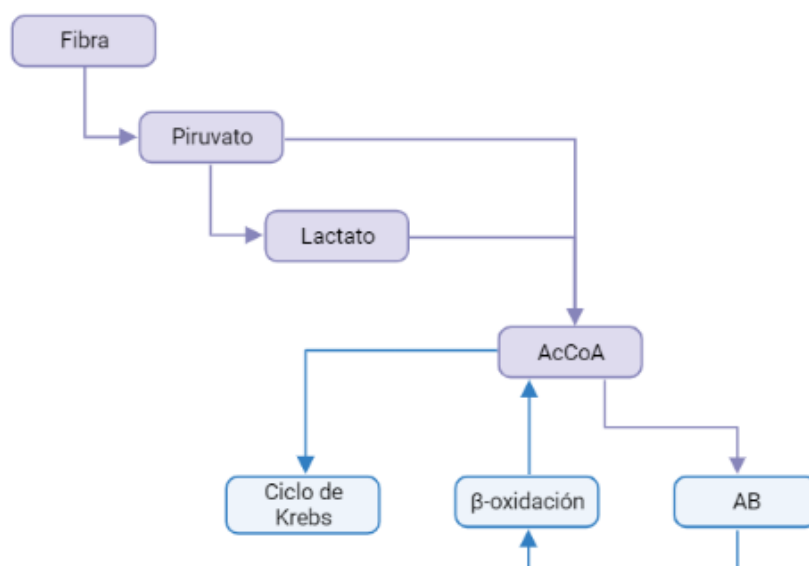 Fibra
Piruvato
Lactato
AcCoA
Ciclo de
Krebs
β-oxidación
AB